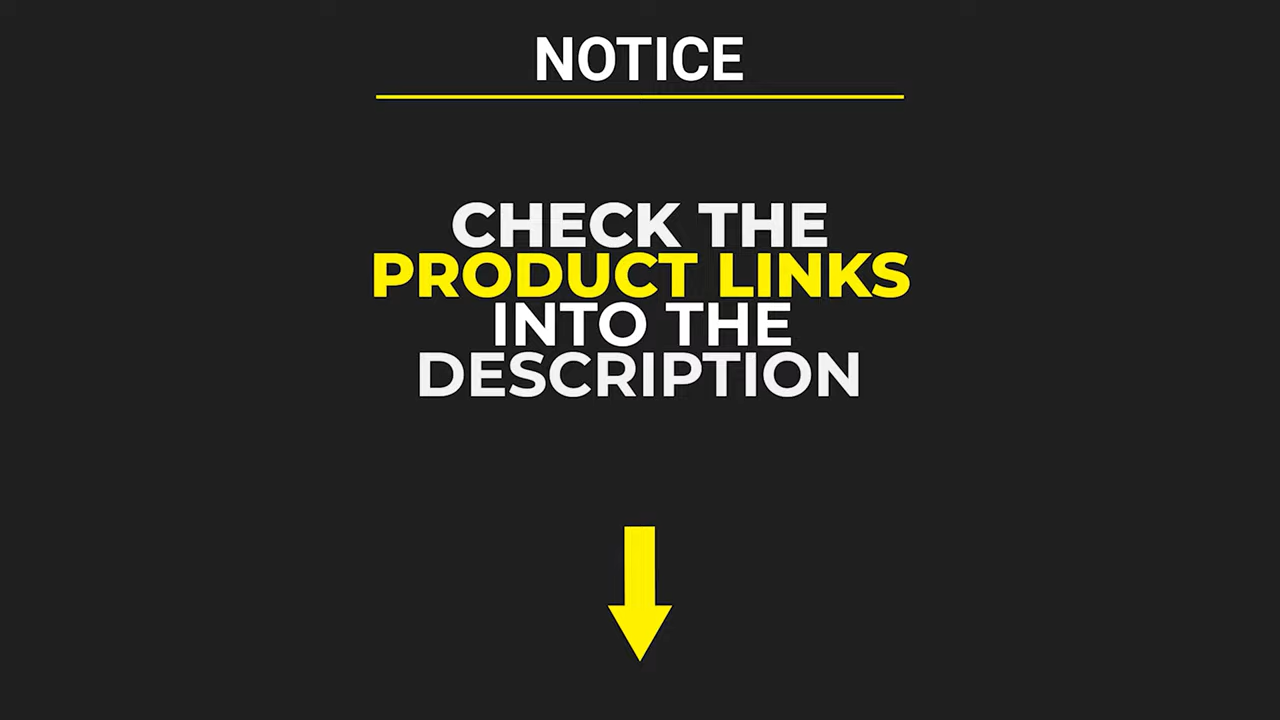 NOTICE
CHECK THE
PRODUCT LINKS
INTO THE
DESCRIPTION